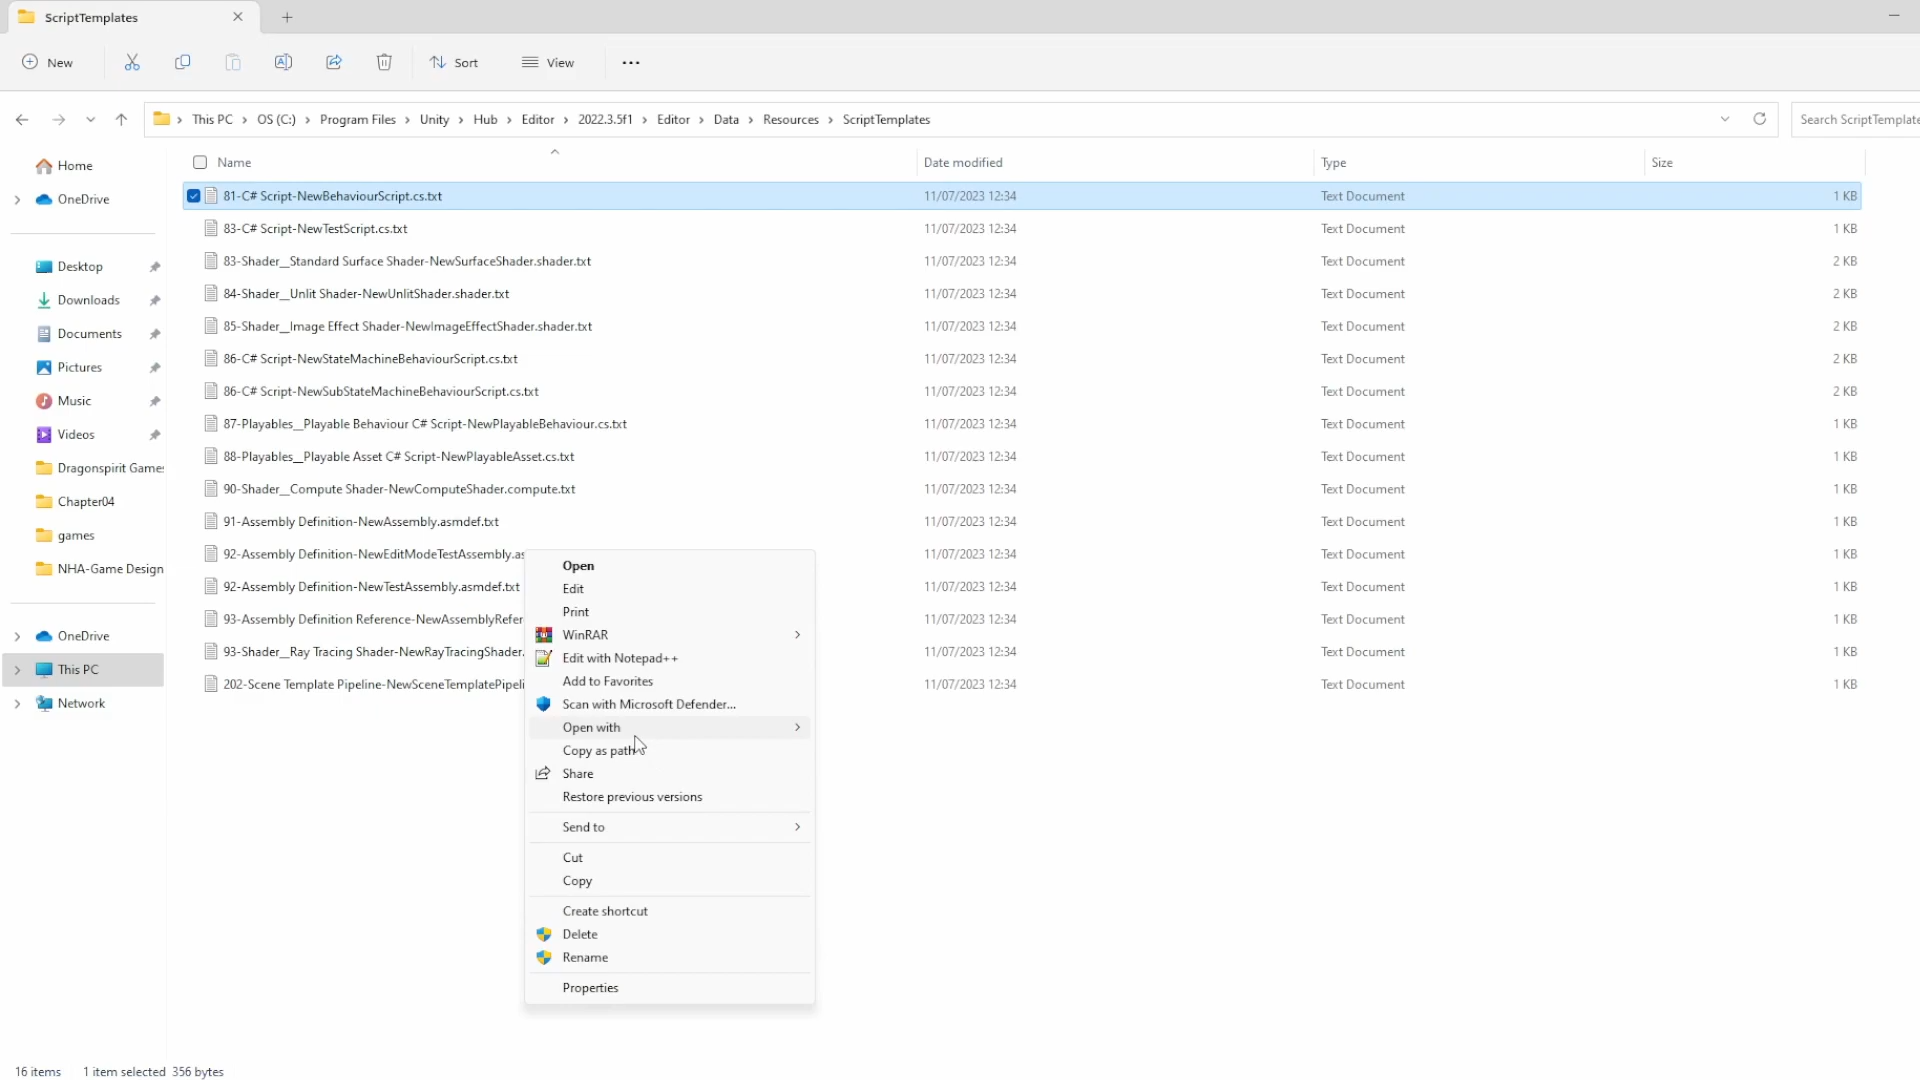 ScriptTemplates
New
Sort
View
This PC
OS (C:)
Program Files
Unity
Hub
Editor
2022.3.5f1
Editor
Data
Resources
ScriptTemplates
Search ScriptTemplate
Name
Date modified
Type
Size
Home
OneDrive
Desktop
Downloads
Documents
Pictures
Music
Videos
Dragonspirit Games
Chapter04
games
NHA-Game Design
OneDrive
This PC
Network
81-C# Script-NewBehaviourScript.cs.txt 11/07/2023 12:34 Text Document 1 KB
83-C# Script-NewTestScript.cs.txt 11/07/2023 12:34 Text Document 1 KB
83-Shader__Standard Surface Shader-NewSurfaceShader.shader.txt 11/07/2023 12:34 Text Document 2 KB
84-Shader__Unlit Shader-NewUnlitShader.shader.txt 11/07/2023 12:34 Text Document 2 KB
85-Shader__Image Effect Shader-NewImageEffectShader.shader.txt 11/07/2023 12:34 Text Document 2 KB
86-C# Script-NewStateMachineBehaviourScript.cs.txt 11/07/2023 12:34 Text Document 2 KB
86-C# Script-NewSubStateMachineBehaviourScript.cs.txt 11/07/2023 12:34 Text Document 2 KB
87-Playables__Playable Behaviour C# Script-NewPlayableBehaviour.cs.txt 11/07/2023 12:34 Text Document 1 KB
88-Playables__Playable Asset C# Script-NewPlayableAsset.cs.txt 11/07/2023 12:34 Text Document 1 KB
90-Shader__Compute Shader-NewComputeShader.compute.txt 11/07/2023 12:34 Text Document 1 KB
91-Assembly Definition-NewAssembly.asmdef.txt 11/07/2023 12:34 Text Document 1 KB
92-Assembly Definition-NewEditModeTestAssembly.as 11/07/2023 12:34 Text Document 1 KB
92-Assembly Definition-NewTestAssembly.asmdef.txt 11/07/2023 12:34 Text Document 1 KB
93-Assembly Definition Reference-NewAssemblyRefer 11/07/2023 12:34 Text Document 1 KB
93-Shader__Ray Tracing Shader-NewRayTracingShader. 11/07/2023 12:34 Text Document 1 KB
202-Scene Template Pipeline-NewSceneTemplatePipeli 11/07/2023 12:34 Text Document 1 KB
Open
Edit
Print
WinRAR
Edit with Notepad++
Add to Favorites
Scan with Microsoft Defender...
Open with
Copy as path
Share
Restore previous versions
Send to
Cut
Copy
Create shortcut
Delete
Rename
Properties
16 items 1 item selected 356 bytes